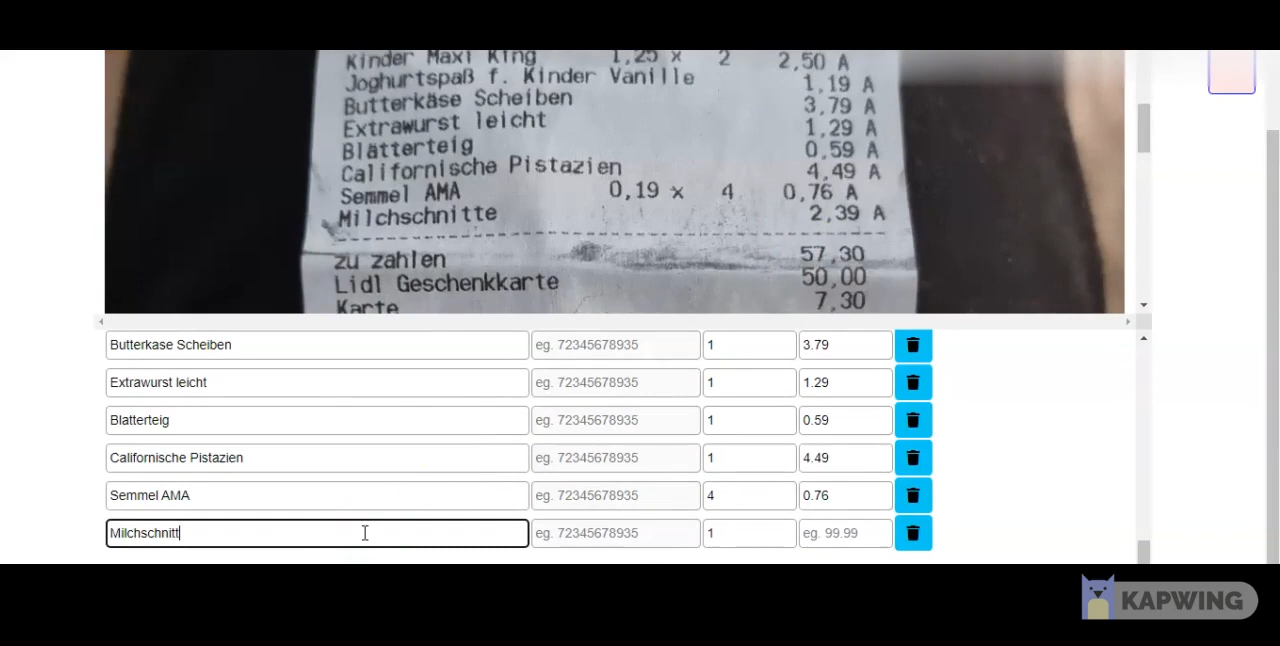 Kinder Maxi King 1,25 x 2 2,50 A
Joghurtspaß f. Kinder Vanille 1,19 A
Butterkäse Scheiben 3,79 A
Extrawurst leicht 1,29 A
Blätterteig 0,59 A
Californische Pistazien 4,49 A
Semmel AMA 0,19 x 4 0,76 A
Milchschnitte 2,39 A
zu zahlen 57,30
Lidl Geschenkkarte 50,00
Karte 7,30
Butterkase Scheiben eg. 72345678935 1 3.79
Extrawurst leicht eg. 72345678935 1 1.29
Blatterteig eg. 72345678935 1 0.59
Californische Pistazien eg. 72345678935 1 4.49
Semmel AMA eg. 72345678935 4 0.76
Milchschnitt eg. 72345678935 1 eg. 99.99
KAPWING